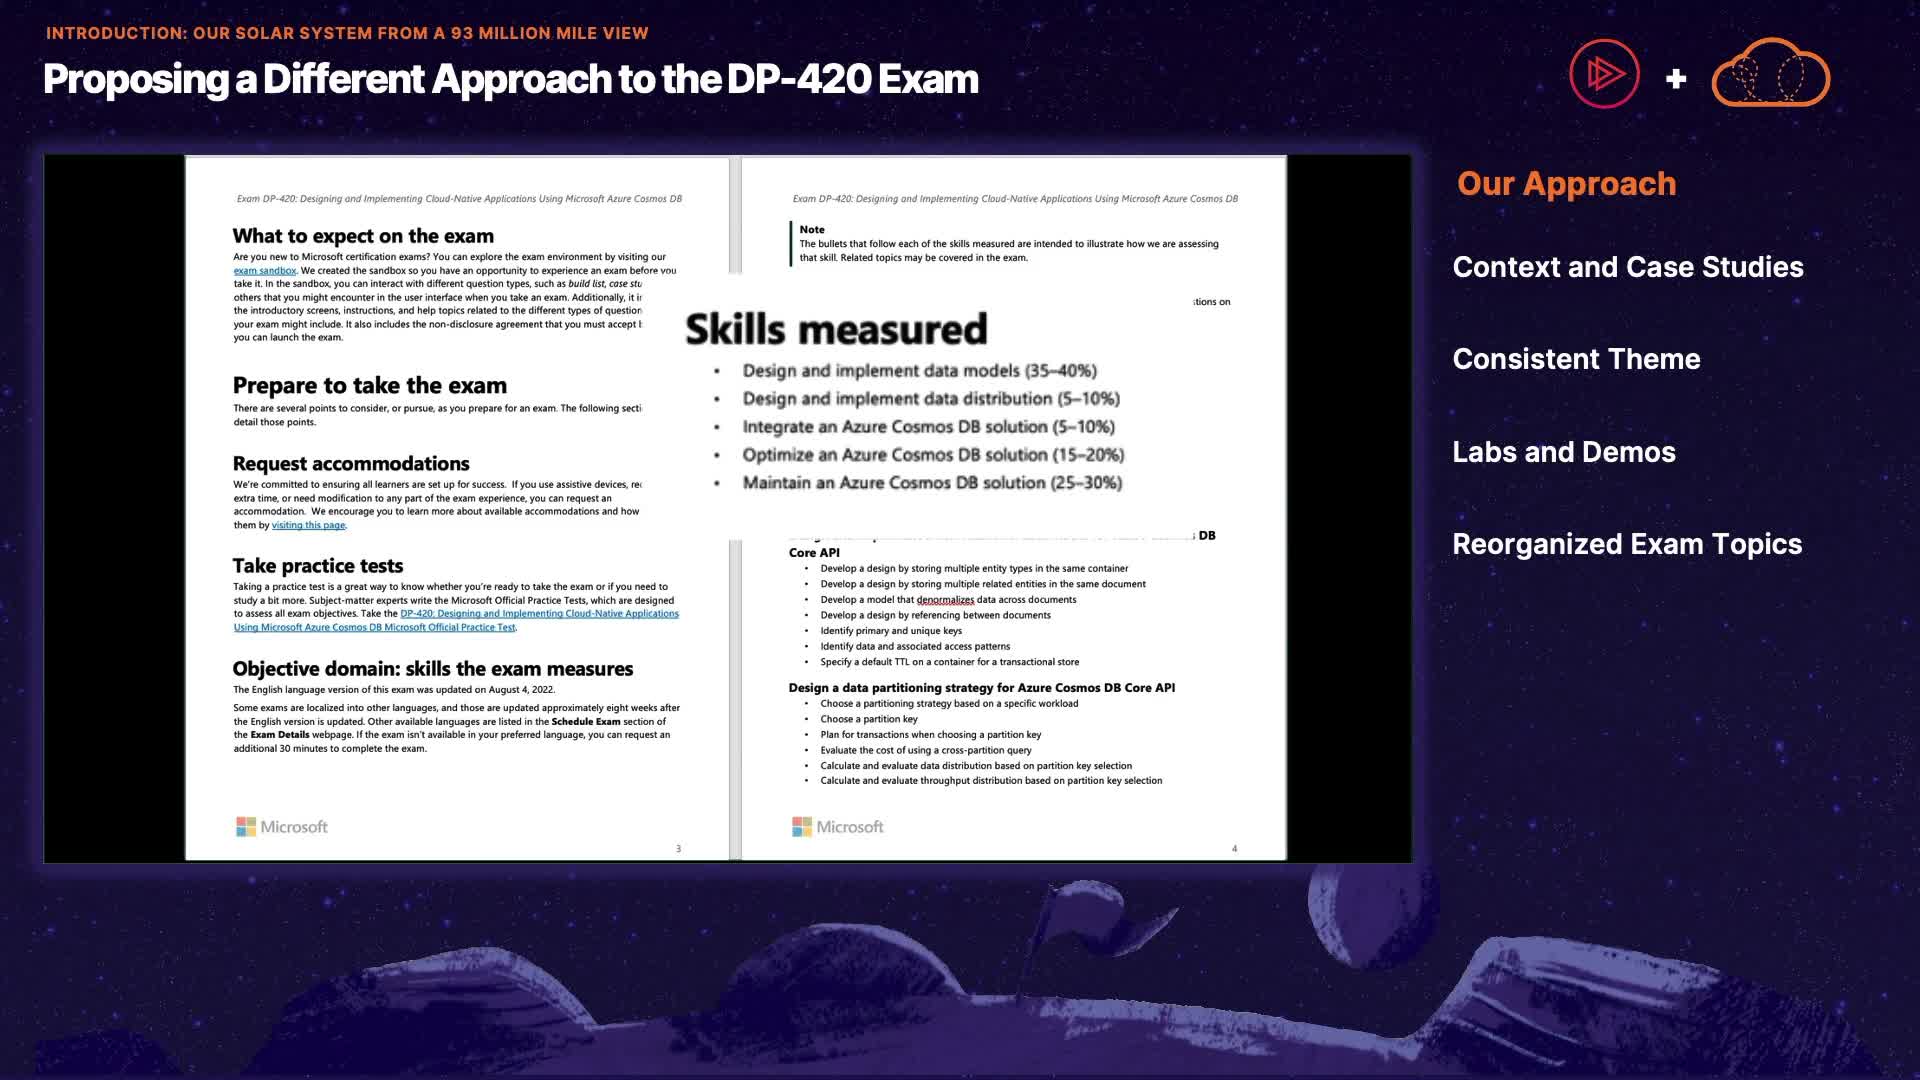 INTRODUCTION: OUR SOLAR SYSTEM FROM A 93 MILLION MILE VIEW
Proposing a Different Approach to the DP-420 Exam
+
Exam DP-420: Designing and Implementing Cloud-Native Applications Using Microsoft Azure Cosmos DB
What to expect on the exam
Are you new to Microsoft certification exams? You can explore the exam environment by visiting our
exam sandbox. We created the sandbox so you have an opportunity to experience an exam before you
take it. In the sandbox, you can interact with different question types, such as build list, case
others that you might encounter in the user interface when you take an exam. Additionally, it
the introductory screens, instructions, and help topics related to the different types of question
your exam might include. It also includes the non-disclosure agreement that you must accept
you can launch the exam.
Prepare to take the exam
There are several points to consider, or pursue, as you prepare for an exam. The following
detail those points.
Request accommodations
We're committed to ensuring all learners are set up for success. If you use assistive devices,
extra time, or need modification to any part of the exam experience, you can request an
accommodation. We encourage you to learn more about available accommodations and how
them by visiting this page.
Take practice tests
Taking a practice test is a great way to know whether you're ready to take the exam or if you need to
study a bit more. Subject-matter experts write the Microsoft Official Practice Tests, which are designed
to assess all exam objectives. Take the DP-420: Designing and Implementing Cloud-Native Applications
Using Microsoft Azure Cosmos DB Microsoft Official Practice Test.
Objective domain: skills the exam measures
The English language version of this exam was updated on August 4, 2022.
Some exams are localized into other languages, and those are updated approximately eight weeks after
the English version is updated. Other available languages are listed in the Schedule Exam section of
the Exam Details webpage. If the exam isn't available in your preferred language, you can request an
additional 30 minutes to complete the exam.
Microsoft
3
Exam DP-420: Designing and Implementing Cloud-Native Applications Using Microsoft Azure Cosmos DB
Note
The bullets that follow each of the skills measured are intended to illustrate how we are assessing
that skill. Related topics may be covered in the exam.
tions on
Skills measured
• Design and implement data models (35–40%)
• Design and implement data distribution (5–10%)
• Integrate an Azure Cosmos DB solution (5–10%)
• Optimize an Azure Cosmos DB solution (15–20%)
• Maintain an Azure Cosmos DB solution (25–30%)
DB
Core API
• Develop a design by storing multiple entity types in the same container
• Develop a design by storing multiple related entities in the same document
• Develop a model that denormalizes data across documents
• Develop a design by referencing between documents
• Identify primary and unique keys
• Identify data and associated access patterns
• Specify a default TTL on a container for a transactional store
Design a data partitioning strategy for Azure Cosmos DB Core API
• Choose a partitioning strategy based on a specific workload
• Choose a partition key
• Plan for transactions when choosing a partition key
• Evaluate the cost of using a cross-partition query
• Calculate and evaluate data distribution based on partition key selection
• Calculate and evaluate throughput distribution based on partition key selection
Microsoft
4
Our Approach
Context and Case Studies
Consistent Theme
Labs and Demos
Reorganized Exam Topics